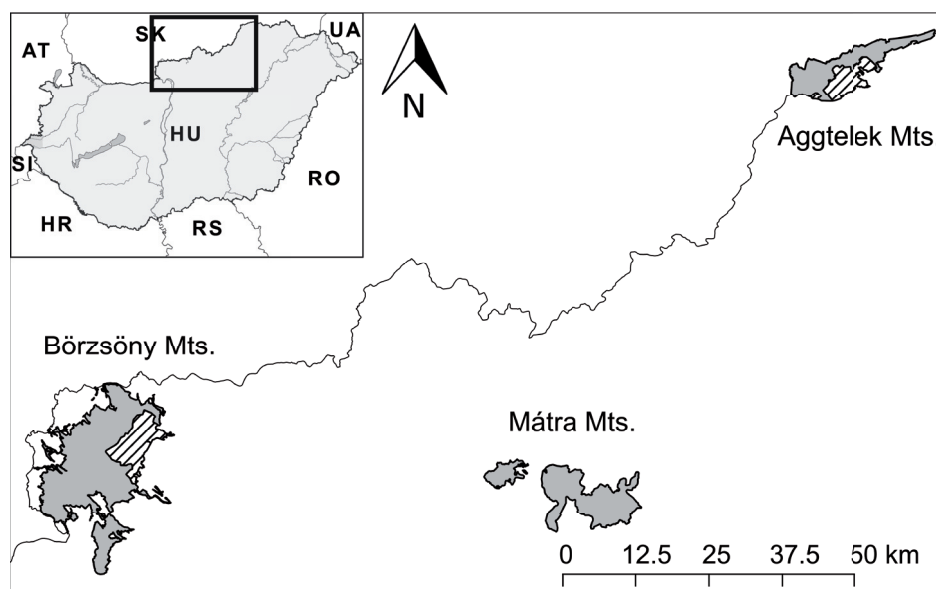 SK
UA
AT
HU
SI
RO
HR
RS
N
Aggtelek Mts
Börzsöny Mts.
Mátra Mts.
0 12.5 25 37.5 50 km